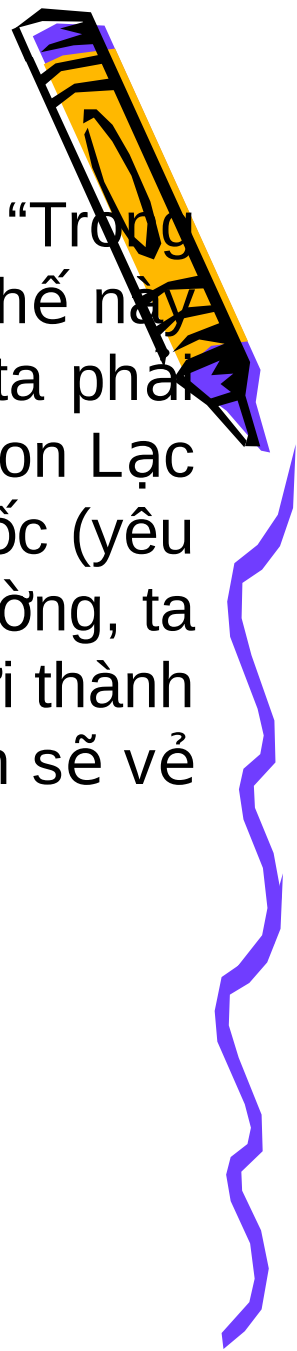 “Trong
hế này
ta phải
on Lạc
ốc (yêu
ờng, ta
i thành
sẽ vẻ